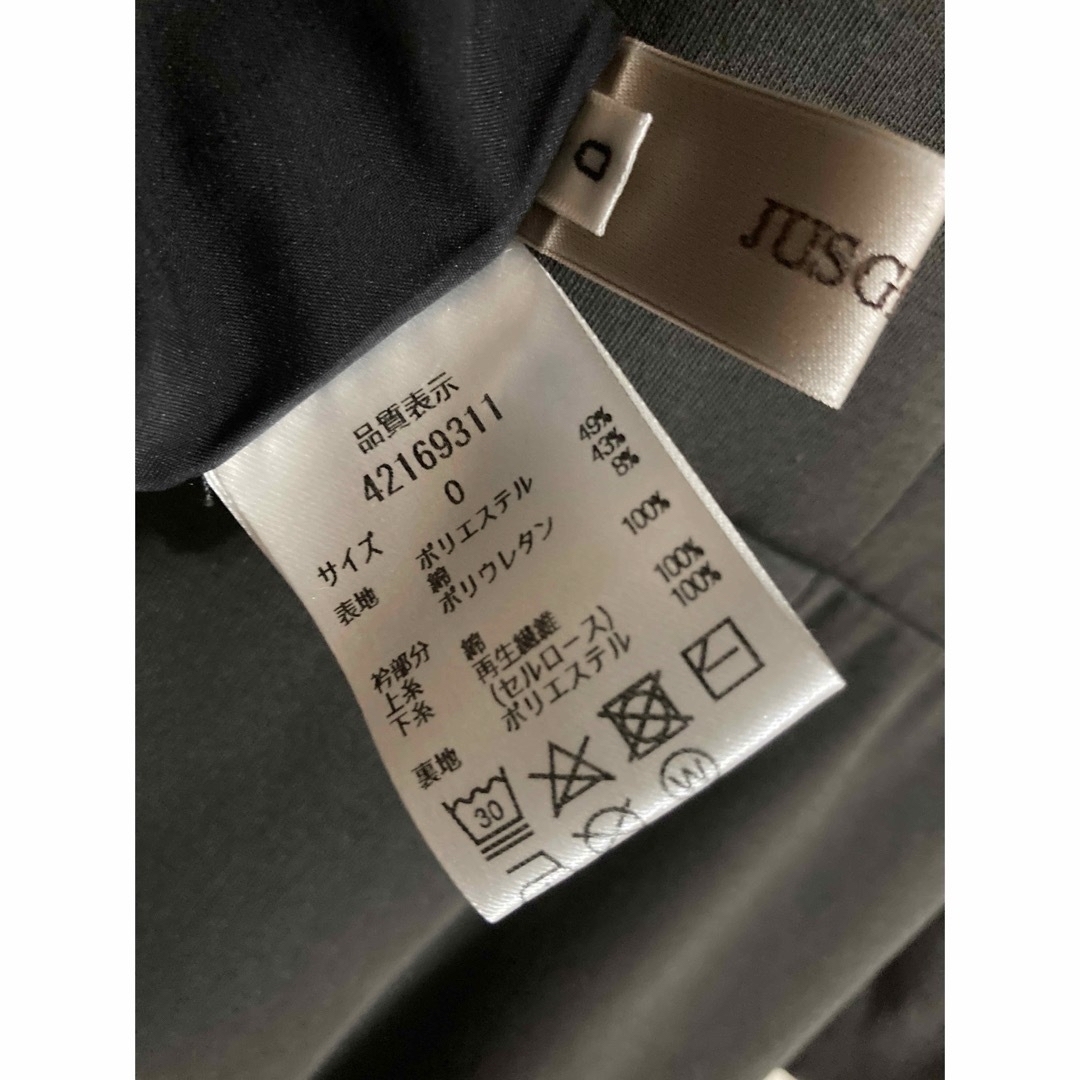 0
JUSG
品質表示
42169311
サイズ 0
表地 ポリエステル 49%
綿 43%
ポリウレタン 8%
衿部分 綿 100%
上糸 再生繊維
下糸 (セルロース) 100%
裏地 ポリエステル 100%
30
W